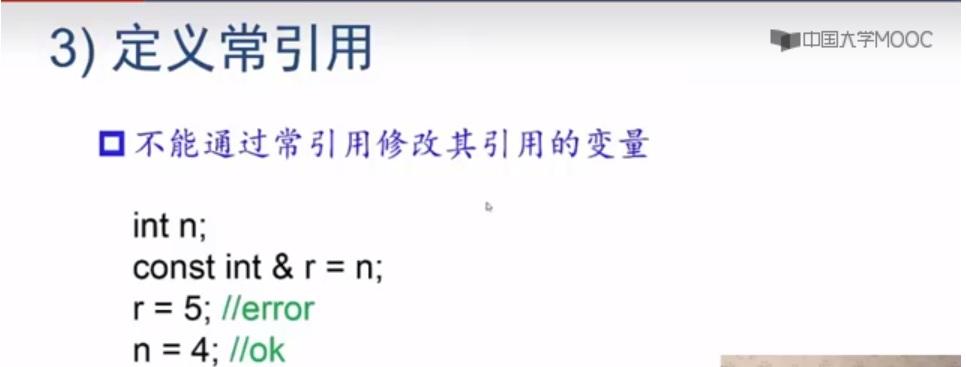 3) 定义常引用
中国大学MOOC
不能通过常引用修改其引用的变量
int n;
const int & r = n;
r = 5; //error
n = 4; //ok